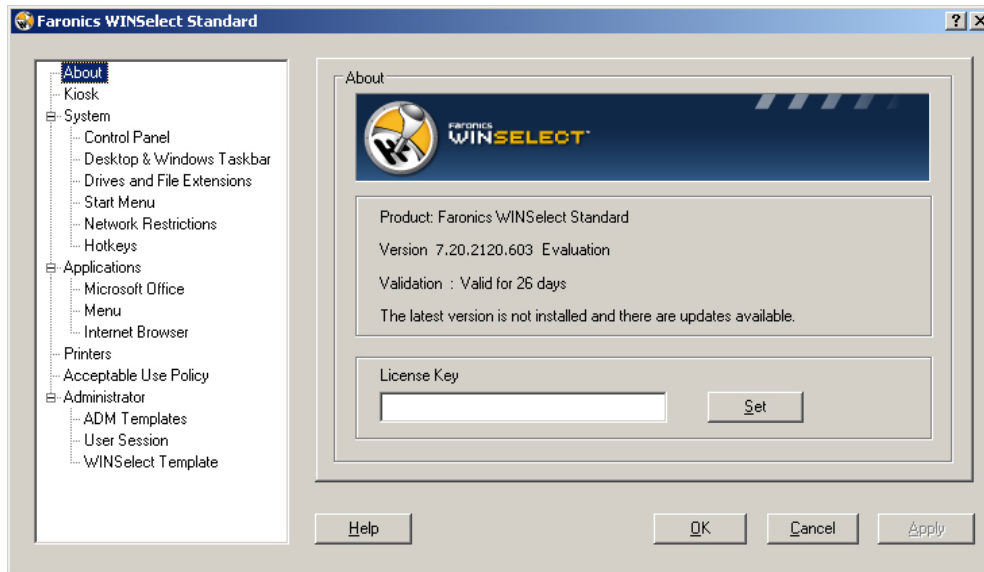 Faronics WINSelect Standard
About
Kiosk
System
Control Panel
Desktop & Windows Taskbar
Drives and File Extensions
Start Menu
Network Restrictions
Hotkeys
Applications
Microsoft Office
Menu
Internet Browser
Printers
Acceptable Use Policy
Administrator
ADM Templates
User Session
WINSelect Template
About
FARONICS
WINSELECT
Product: Faronics WINSelect Standard
Version 7.20.2120.603 Evaluation
Validation : Valid for 26 days
The latest version is not installed and there are updates available.
License Key
Set
Help
OK
Cancel
Apply